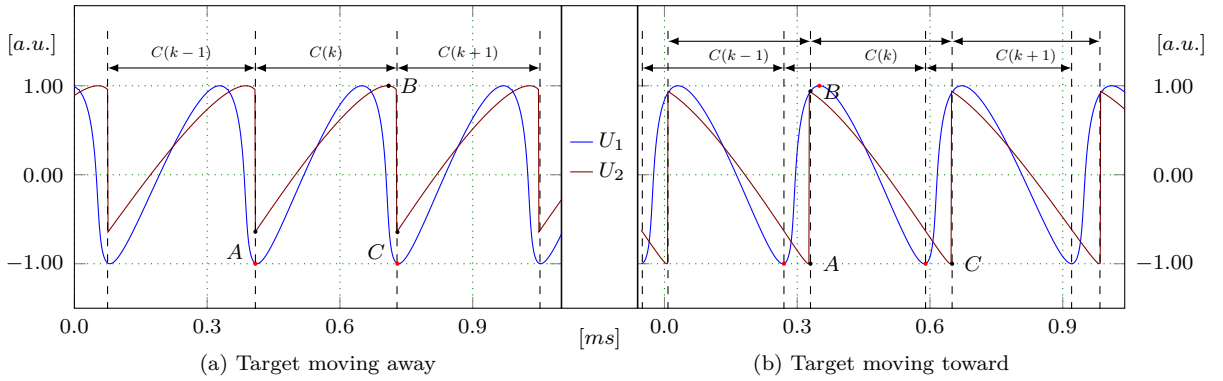 [a.u.] [a.u.]
C(k−1) C(k) C(k+1) C(k−1) C(k) C(k+1)
1.00 B B 1.00
U₁
0.00 U₂ 0.00
A C A C
−1.00 −1.00
0.0 0.3 0.6 0.9 [ms] 0.0 0.3 0.6 0.9
(a) Target moving away (b) Target moving toward